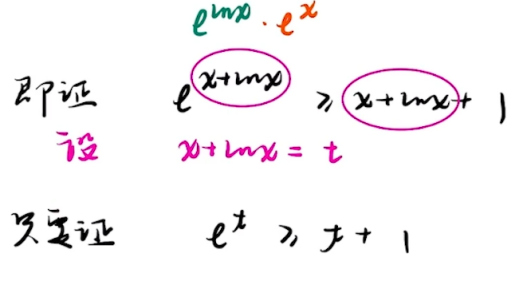 e^{lnx}·e^x
即证 e^{x+lnx} ≥ x+lnx+1
设 x+lnx=t
只需证 e^t ≥ t+1